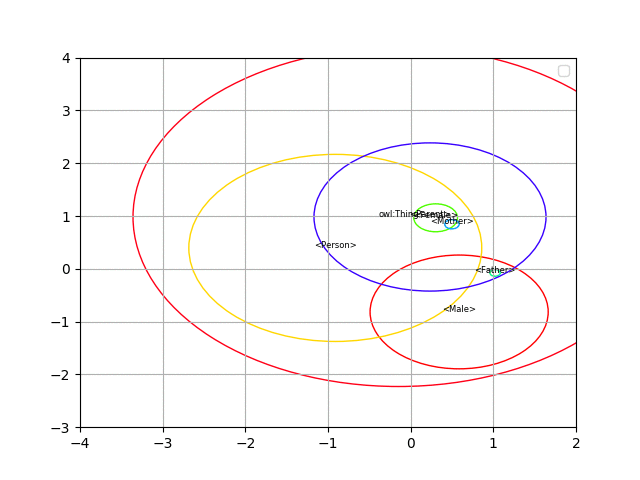 4
3
2
1
0
−1
−2
−3
owl:Thing
<Parent>
<Female>
<Mother>
<Person>
<Father>
<Male>
−4 −3 −2 −1 0 1 2